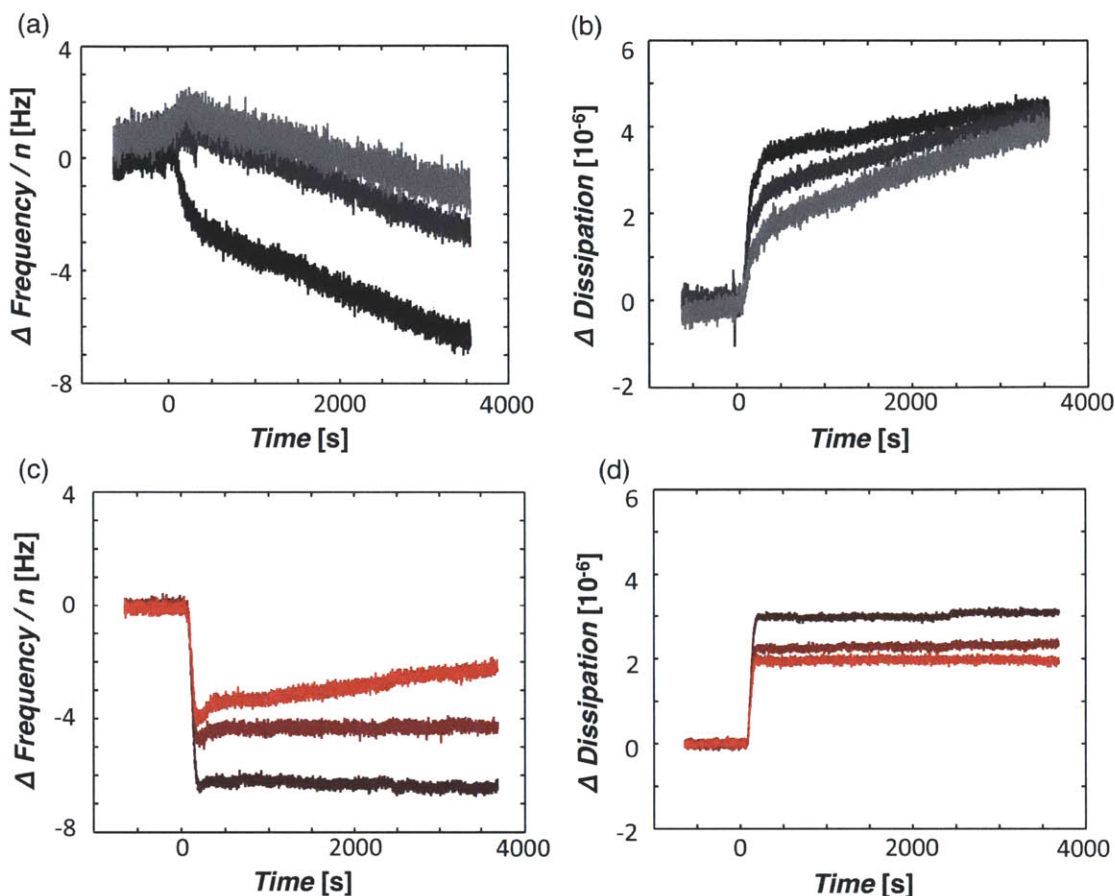 (a)
4
0
-4
-8
Δ Frequency / n [Hz]
0 2000 4000
Time [s]
(b)
6
4
2
0
-2
Δ Dissipation [10⁻⁶]
0 2000 4000
Time [s]
(c)
4
0
-4
-8
Δ Frequency / n [Hz]
0 2000 4000
Time [s]
(d)
6
4
2
0
-2
Δ Dissipation [10⁻⁶]
0 2000 4000
Time [s]